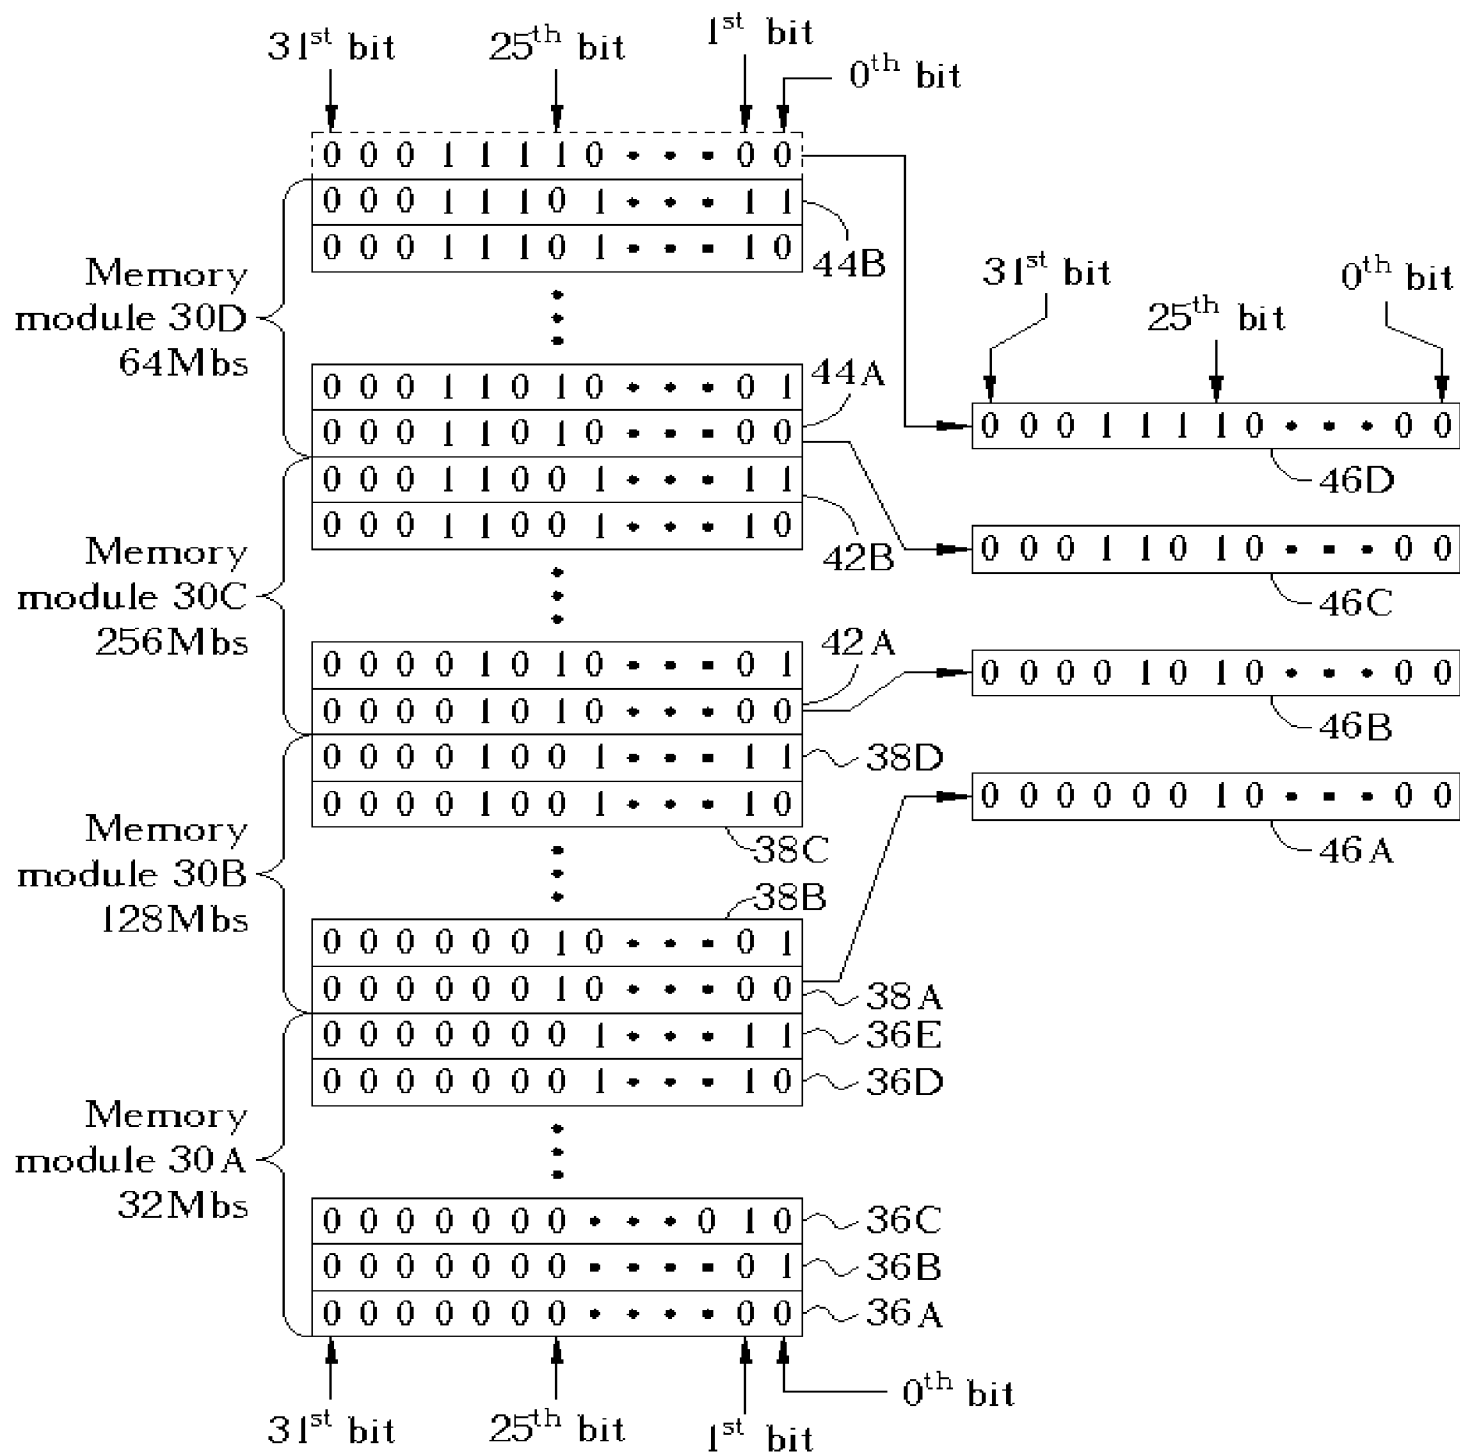 31st bit 25th bit 1st bit
0th bit
0 0 0 1 1 1 1 0 • • • 0 0
0 0 0 1 1 1 0 1 • • • 1 1
0 0 0 1 1 1 0 1 • • • 1 0
44B
Memory
module 30D
64Mbs
0 0 0 1 1 0 1 0 • • • 0 1
44A
0 0 0 1 1 0 1 0 • • • 0 0
0 0 0 1 1 0 0 1 • • • 1 1
0 0 0 1 1 0 0 1 • • • 1 0
42B
Memory
module 30C
256Mbs
0 0 0 0 1 0 1 0 • • • 0 1
42A
0 0 0 0 1 0 1 0 • • • 0 0
0 0 0 0 1 0 0 1 • • • 1 1
38D
0 0 0 0 1 0 0 1 • • • 1 0
38C
Memory
module 30B
128Mbs
38B
0 0 0 0 0 0 1 0 • • • 0 1
0 0 0 0 0 0 1 0 • • • 0 0
38A
0 0 0 0 0 0 0 1 • • • 1 1
36E
0 0 0 0 0 0 0 1 • • • 1 0
36D
Memory
module 30A
32Mbs
0 0 0 0 0 0 0 • • • 0 1 0
36C
0 0 0 0 0 0 0 • • • • 0 1
36B
0 0 0 0 0 0 0 • • • • 0 0
36A
0th bit
31st bit 25th bit 1st bit
31st bit 0th bit
25th bit
0 0 0 1 1 1 1 0 • • • 0 0
46D
0 0 0 1 1 0 1 0 • • • 0 0
46C
0 0 0 0 1 0 1 0 • • • 0 0
46B
0 0 0 0 0 0 1 0 • • • 0 0
46A